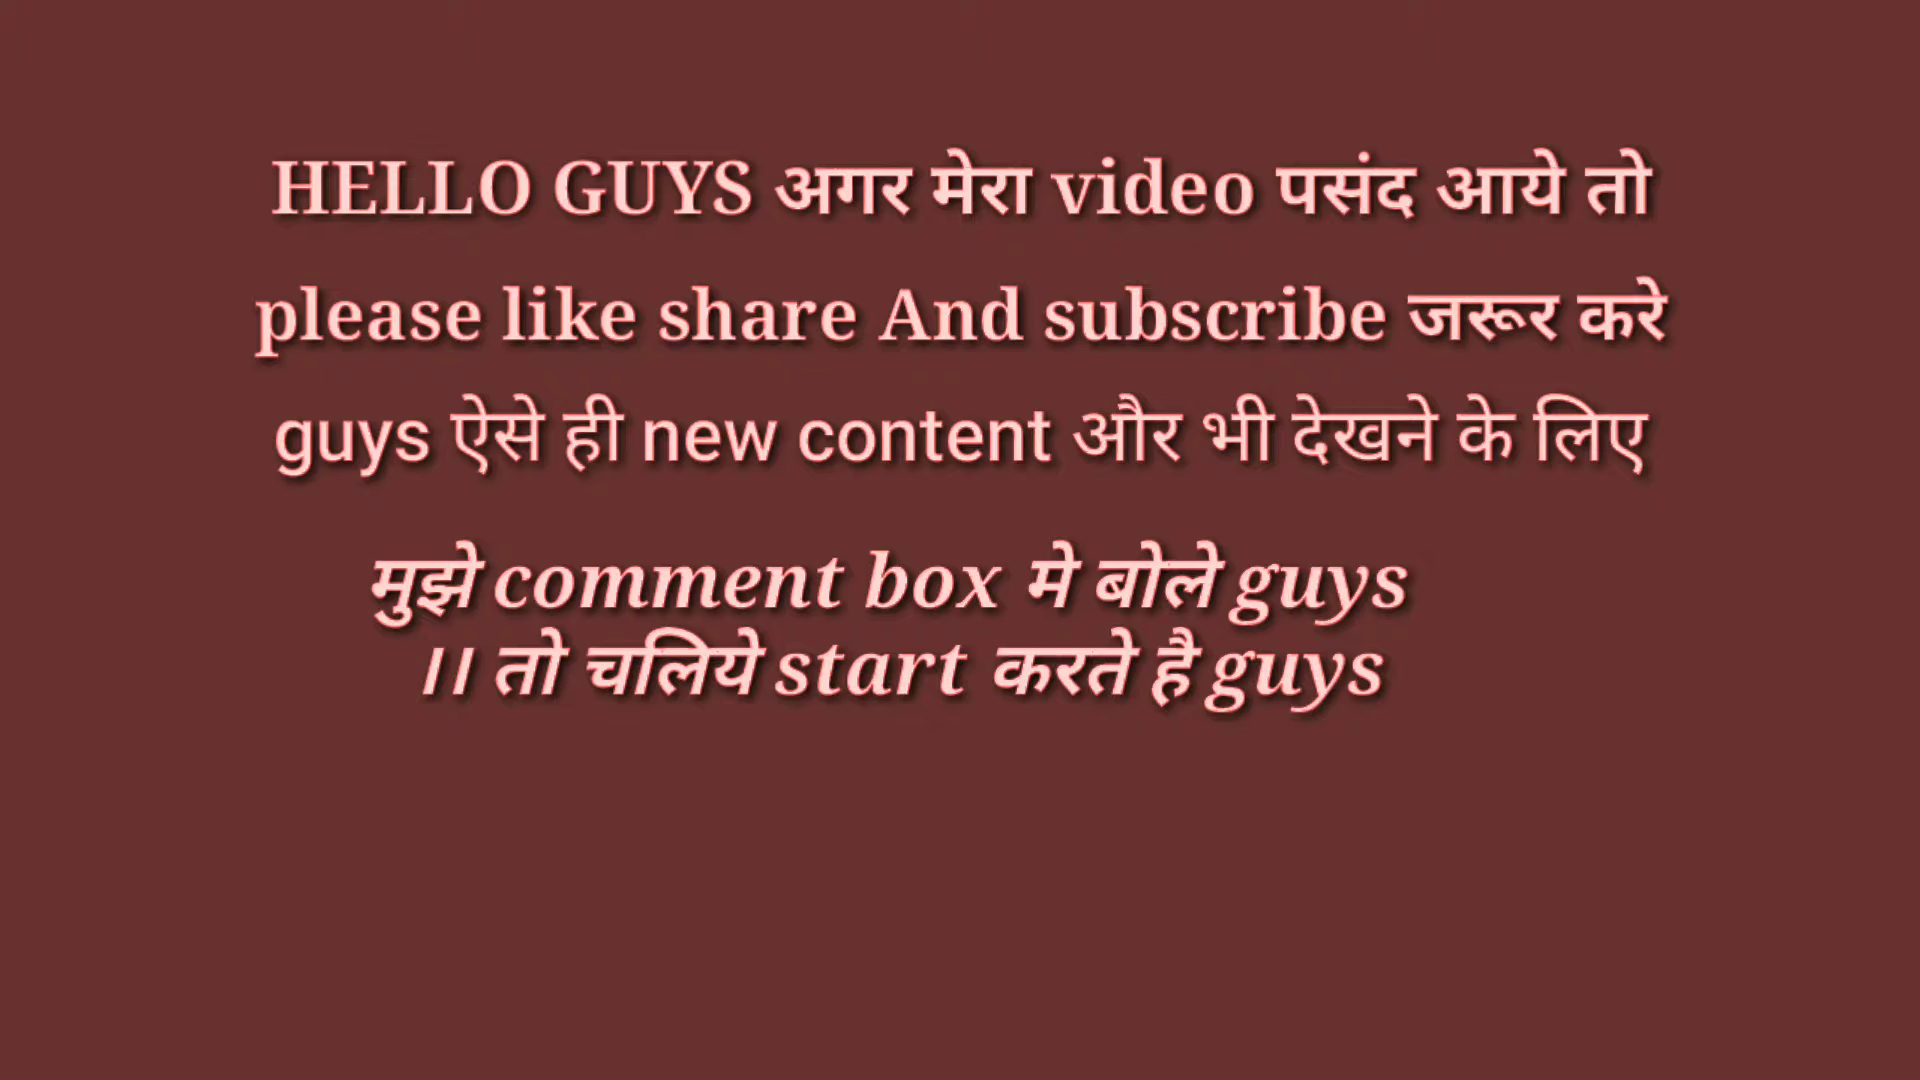 HELLO GUYS अगर मेरा video पसंद आये तो
please like share And subscribe जरूर करे
guys ऐसे ही new content और भी देखने के लिए
मुझे comment box मे बोले guys
।। तो चलिये start करते है guys